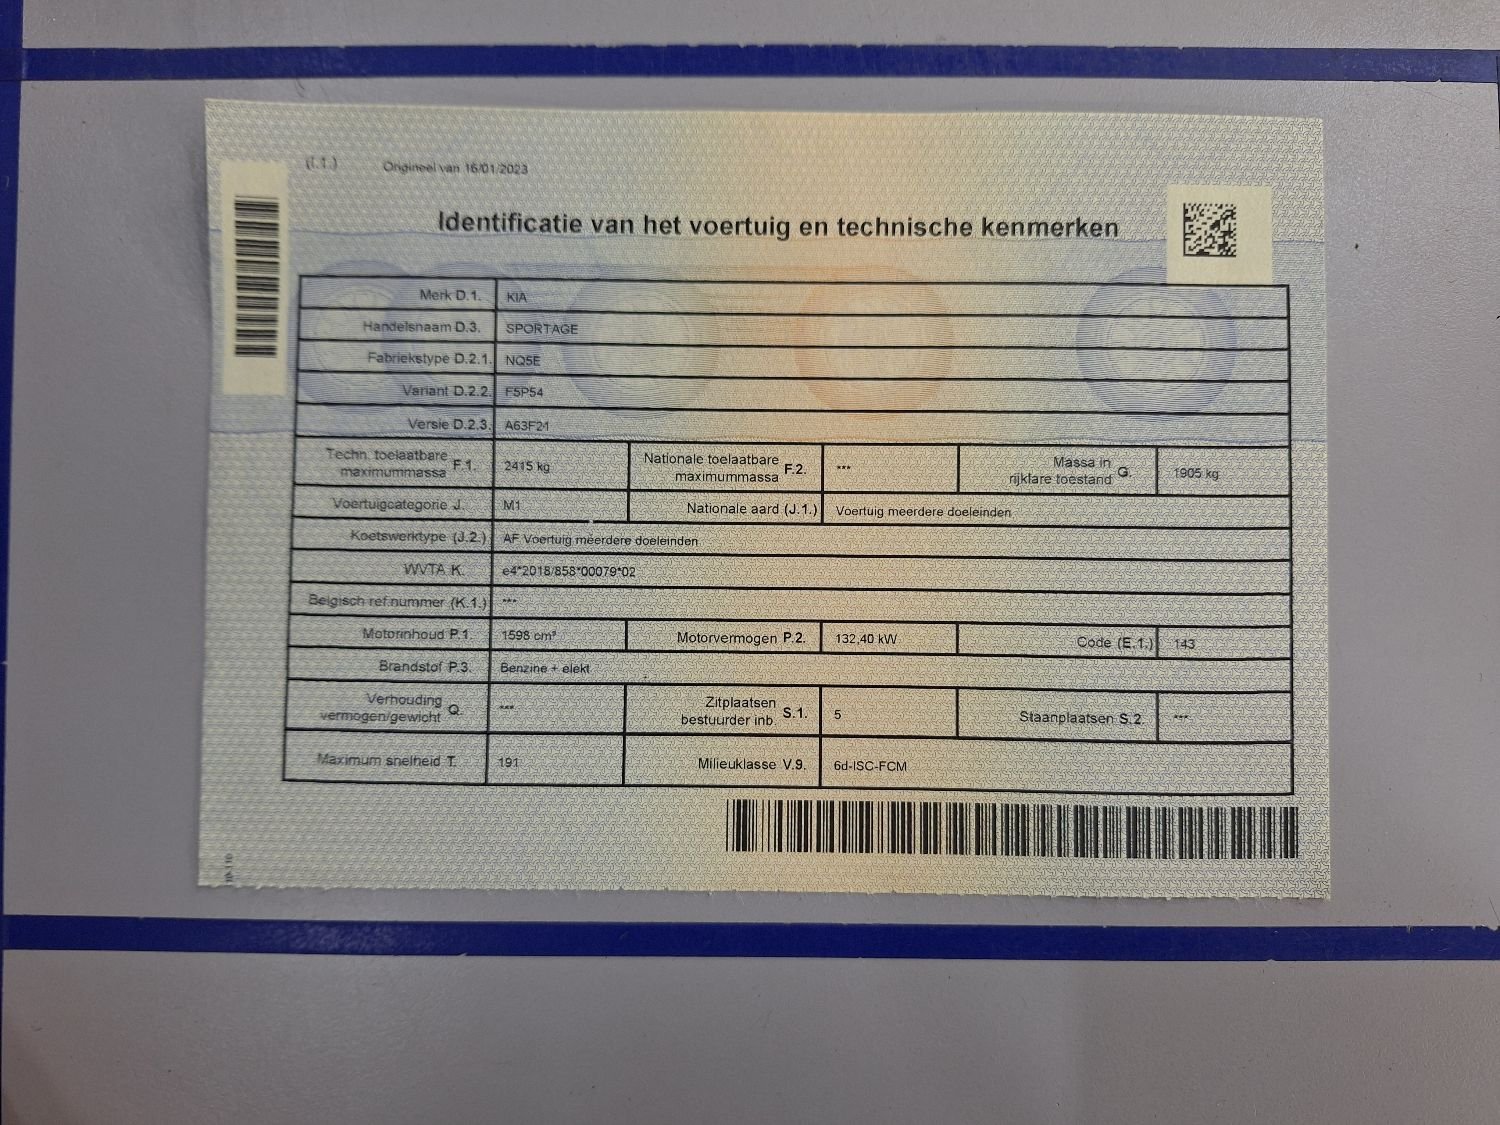 (I.1.) Origineel van 16/01/2023
Identificatie van het voertuig en technische kenmerken
Merk D.1. KIA
Handelsnaam D.3. SPORTAGE
Fabriekstype D.2.1. NQ5E
Variant D.2.2. F5P54
Versie D.2.3. A63F21
Techn. toelaatbare maximummassa F.1. 2415 kg Nationale toelaatbare maximummassa F.2. *** Massa in rijklare toestand G. 1905 kg
Voertuigcategorie J. M1 Nationale aard (J.1.) Voertuig meerdere doeleinden
Koetswerktype (J.2.) AF Voertuig meerdere doeleinden
WVTA K. e4*2018/858*00079*02
Belgisch ref.nummer (K.1.) ***
Motorinhoud P.1. 1598 cm³ Motorvermogen P.2. 132,40 kW Code (E.1.) 143
Brandstof P.3. Benzine + elekt
Verhouding vermogen/gewicht Q. *** Zitplaatsen bestuurder inb. S.1. 5 Staanplaatsen S.2. ***
Maximum snelheid T. 191 Milieuklasse V.9. 6d-ISC-FCM